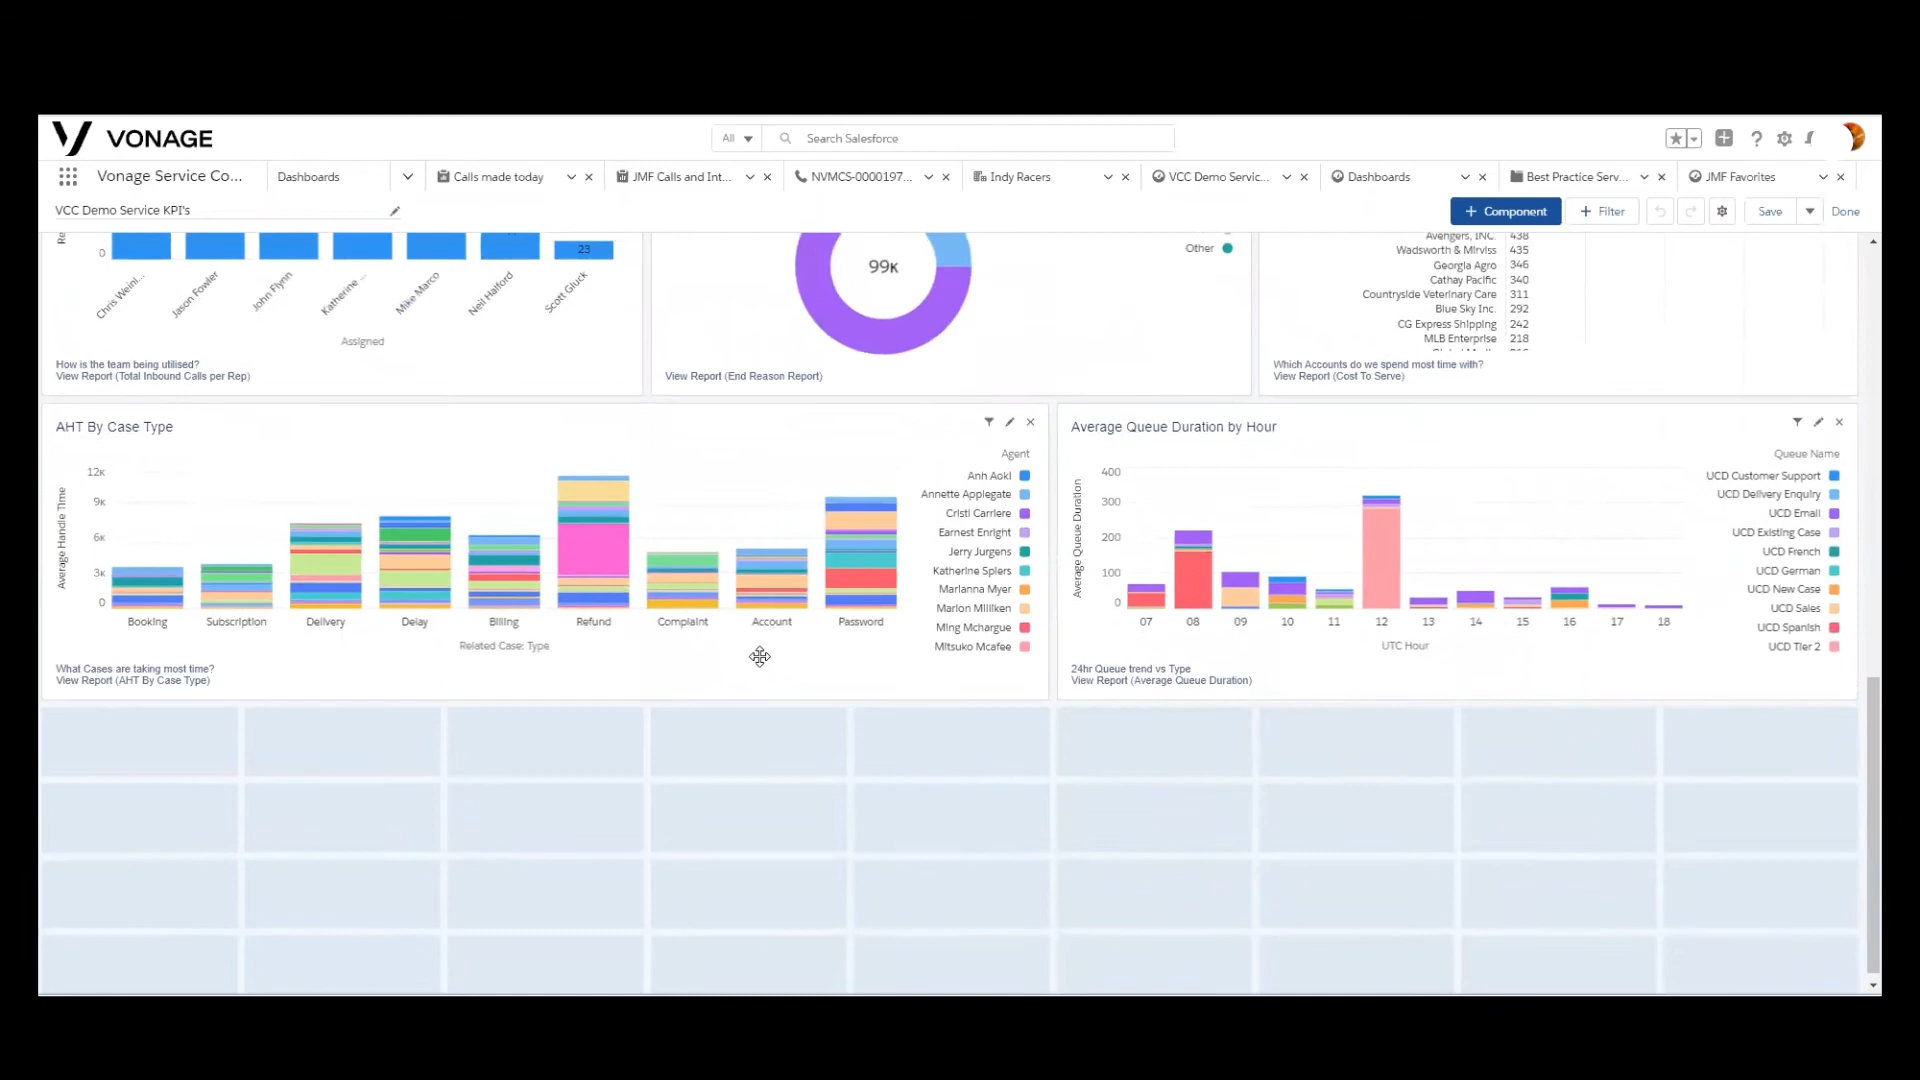 VONAGE
All
Search Salesforce
Vonage Service Co...
Dashboards
Calls made today
JMF Calls and Int...
NVMCS-0000197...
Indy Racers
VCC Demo Servic...
Dashboards
Best Practice Serv...
JMF Favorites
VCC Demo Service KPI's
+ Component
+ Filter
Save
Done
Re
0
23
Chris Weinl...
Jason Fowler
John Flynn
Katherine ...
Mike Marco
Neil Halford
Scott Gluck
Assigned
How is the team being utilised?
View Report (Total Inbound Calls per Rep)
99K
Other
View Report (End Reason Report)
Avengers, INC. 438
Wadsworth & Mirviss 435
Georgia Agro 346
Cathay Pacific 340
Countryside Veterinary Care 311
Blue Sky Inc. 292
CG Express Shipping 242
MLB Enterprise 218
Which Accounts do we spend most time with?
View Report (Cost To Serve)
AHT By Case Type
Average Handle Time
12K
9K
6K
3K
0
Booking
Subscription
Delivery
Delay
Billing
Refund
Complaint
Account
Password
Related Case: Type
Agent
Anh Aoki
Annette Applegate
Cristi Carriere
Earnest Enright
Jerry Jurgens
Katherine Spiers
Marianna Myer
Marlon Milliken
Ming Mchargue
Mitsuko Mcafee
What Cases are taking most time?
View Report (AHT By Case Type)
Average Queue Duration by Hour
Average Queue Duration
400
300
200
100
0
07
08
09
10
11
12
13
14
15
16
17
18
UTC Hour
Queue Name
UCD Customer Support
UCD Delivery Enquiry
UCD Email
UCD Existing Case
UCD French
UCD German
UCD New Case
UCD Sales
UCD Spanish
UCD Tier 2
24hr Queue trend vs Type
View Report (Average Queue Duration)